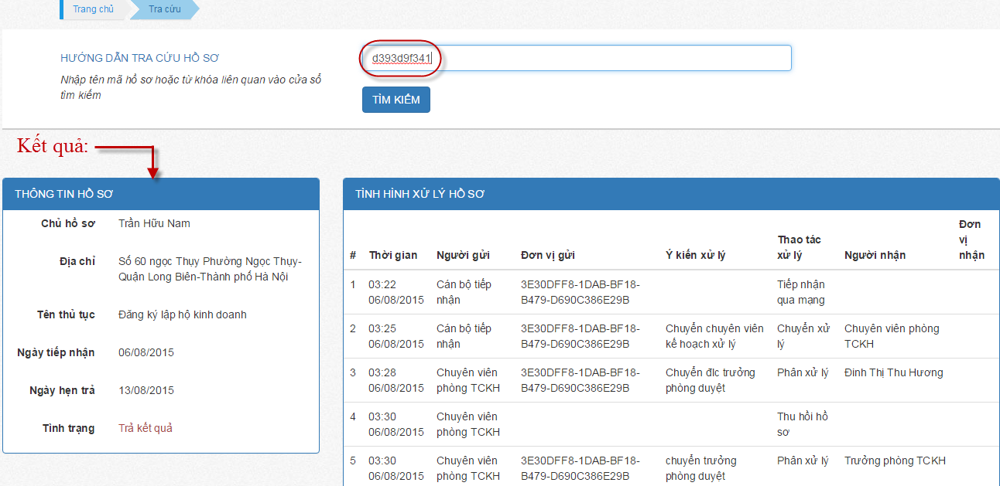 Trang chủ Tra cứu
HƯỚNG DẪN TRA CỨU HỒ SƠ
Nhập tên mã hồ sơ hoặc từ khóa liên quan vào cửa sổ
tìm kiếm
d393d9f341
TÌM KIẾM
Kết quả:
THÔNG TIN HỒ SƠ
Chủ hồ sơ Trần Hữu Nam
Địa chỉ Số 60 ngọc Thụy Phường Ngọc Thụy-
Quận Long Biên-Thành phố Hà Nội
Tên thủ tục Đăng ký lập hộ kinh doanh
Ngày tiếp nhận 06/08/2015
Ngày hẹn trả 13/08/2015
Tình trạng Trả kết quả
TÌNH HÌNH XỬ LÝ HỒ SƠ
# Thời gian Người gửi Đơn vị gửi Ý kiến xử lý Thao tác xử lý Người nhận Đơn vị nhận
1 03:22 Cán bộ tiếp 3E30DFF8-1DAB-BF18- Tiếp nhận
06/08/2015 nhận B479-D690C386E29B qua mạng
2 03:25 Cán bộ tiếp 3E30DFF8-1DAB-BF18- Chuyển chuyên viên Chuyển xử Chuyên viên phòng
06/08/2015 nhận B479-D690C386E29B kế hoạch xử lý lý TCKH
3 03:28 Chuyên viên 3E30DFF8-1DAB-BF18- Chuyển đlc trưởng Phân xử lý Đinh Thị Thu Hương
06/08/2015 phòng TCKH B479-D690C386E29B phòng duyệt
4 03:30 Chuyên viên Thu hồi hồ
06/08/2015 phòng TCKH sơ
5 03:30 Chuyên viên 3E30DFF8-1DAB-BF18- chuyển trưởng Phân xử lý Trưởng phòng TCKH
06/08/2015 phòng TCKH B479-D690C386E29B phòng duyệt